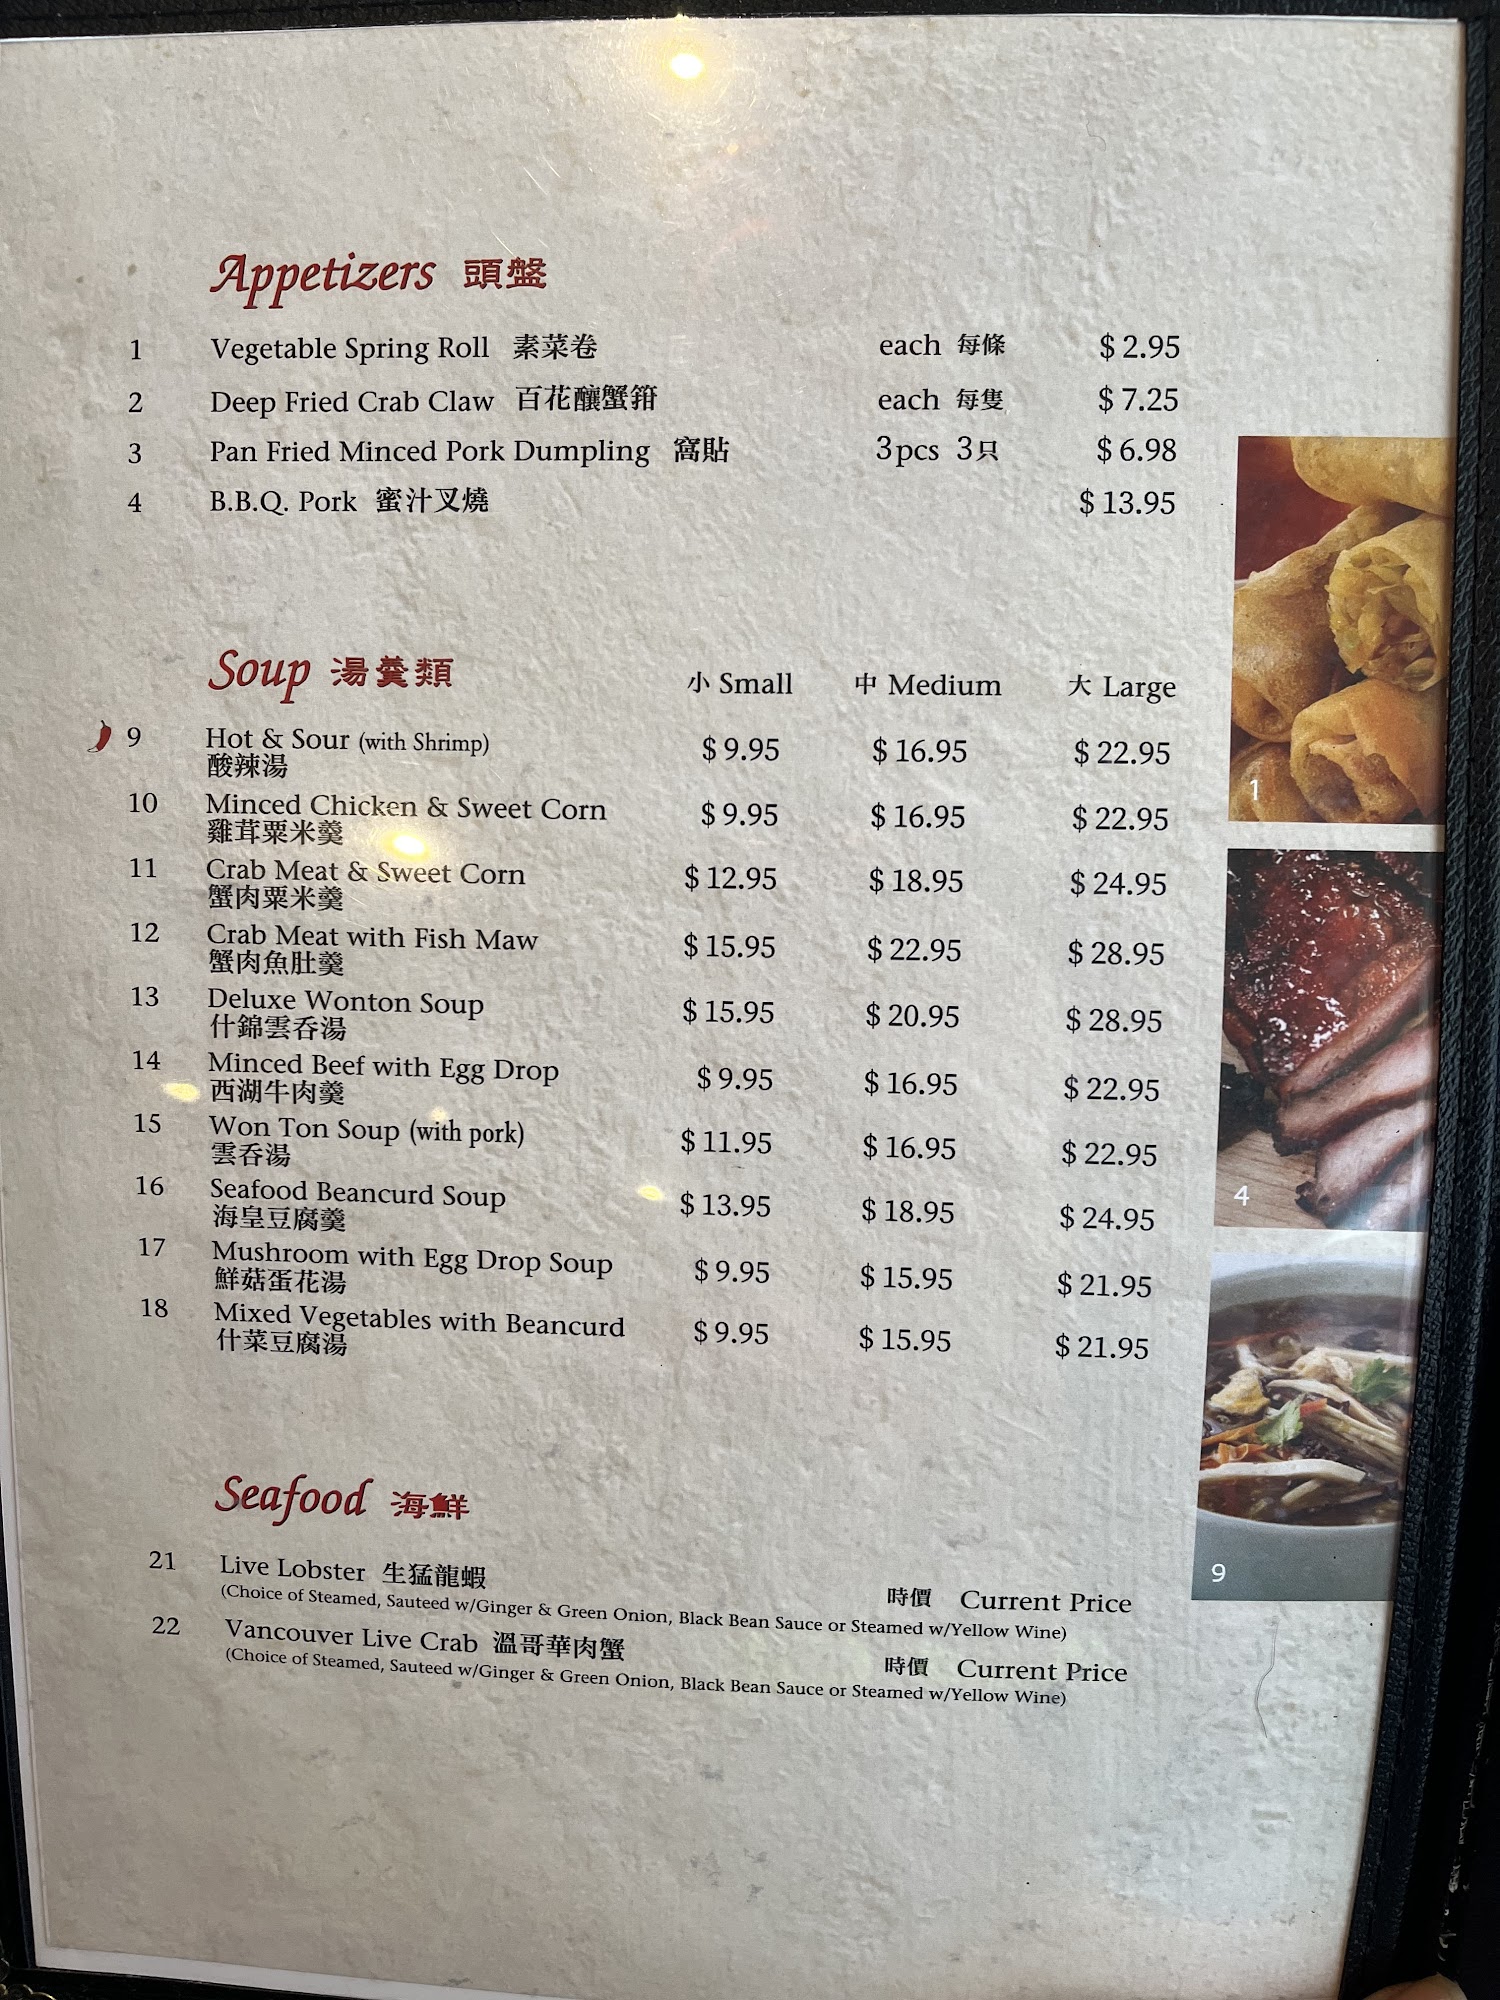 Appetizers 頭盤
1 Vegetable Spring Roll 素菜卷 each 每條 $ 2.95
2 Deep Fried Crab Claw 百花釀蟹箝 each 每隻 $ 7.25
3 Pan Fried Minced Pork Dumpling 窩貼 3pcs 3只 $ 6.98
4 B.B.Q. Pork 蜜汁叉燒 $ 13.95
Soup 湯羹類 小 Small 中 Medium 大 Large
9 Hot & Sour (with Shrimp) $ 9.95 $ 16.95 $ 22.95
酸辣湯
10 Minced Chicken & Sweet Corn $ 9.95 $ 16.95 $ 22.95
雞茸粟米羹
11 Crab Meat & Sweet Corn $ 12.95 $ 18.95 $ 24.95
蟹肉粟米羹
12 Crab Meat with Fish Maw $ 15.95 $ 22.95 $ 28.95
蟹肉魚肚羹
13 Deluxe Wonton Soup $ 15.95 $ 20.95 $ 28.95
什錦雲吞湯
14 Minced Beef with Egg Drop $ 9.95 $ 16.95 $ 22.95
西湖牛肉羹
15 Won Ton Soup (with pork) $ 11.95 $ 16.95 $ 22.95
雲吞湯
16 Seafood Beancurd Soup $ 13.95 $ 18.95 $ 24.95
海皇豆腐羹
17 Mushroom with Egg Drop Soup $ 9.95 $ 15.95 $ 21.95
鮮菇蛋花湯
18 Mixed Vegetables with Beancurd $ 9.95 $ 15.95 $ 21.95
什菜豆腐湯
Seafood 海鮮
21 Live Lobster 生猛龍蝦 時價 Current Price
(Choice of Steamed, Sauteed w/Ginger & Green Onion, Black Bean Sauce or Steamed w/Yellow Wine)
22 Vancouver Live Crab 溫哥華肉蟹 時價 Current Price
(Choice of Steamed, Sauteed w/Ginger & Green Onion, Black Bean Sauce or Steamed w/Yellow Wine)
1
4
9